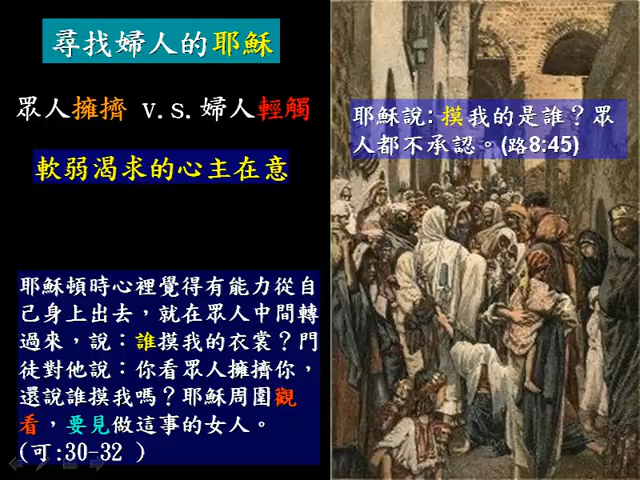 尋找婦人的耶穌
眾人擁擠 v.s.婦人輕觸
軟弱渴求的心主在意
耶穌說:摸我的是誰？眾
人都不承認。(路8:45)
耶穌頓時心裡覺得有能力從自
己身上出去，就在眾人中間轉
過來，說：誰摸我的衣裳？門
徒對他說：你看眾人擁擠你，
還說誰摸我嗎？耶穌周圍觀
看，要見做這事的女人。
(可:30-32 )